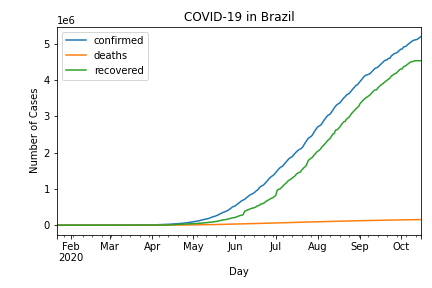 COVID-19 in Brazil
1e6
confirmed
deaths
recovered
5
4
3
2
1
0
Number of Cases
Feb Mar Apr May Jun Jul Aug Sep Oct
2020
Day